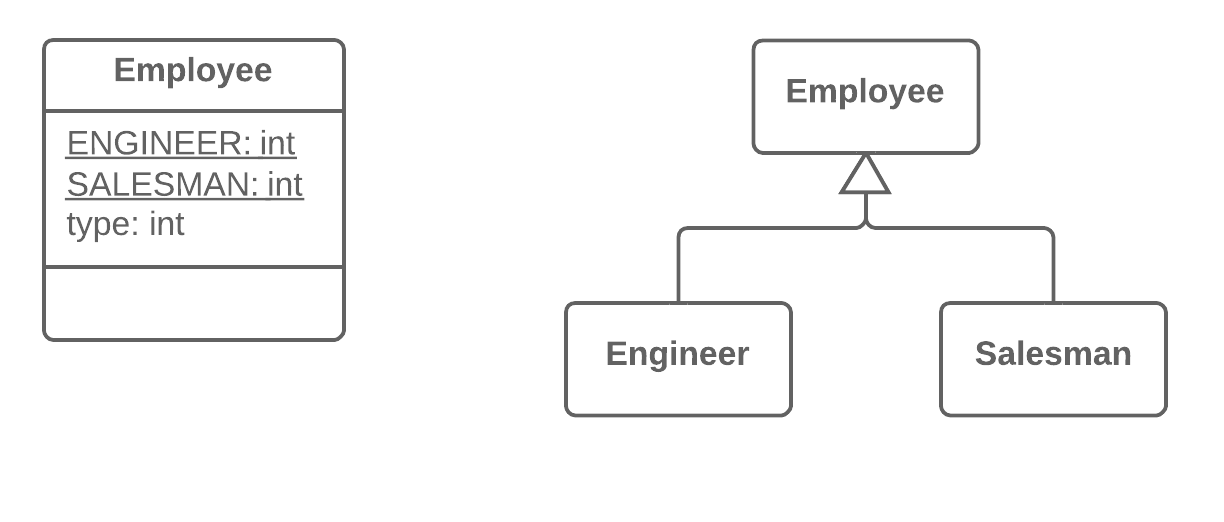 Employee
ENGINEER: int
SALESMAN: int
type: int
Employee
Engineer
Salesman